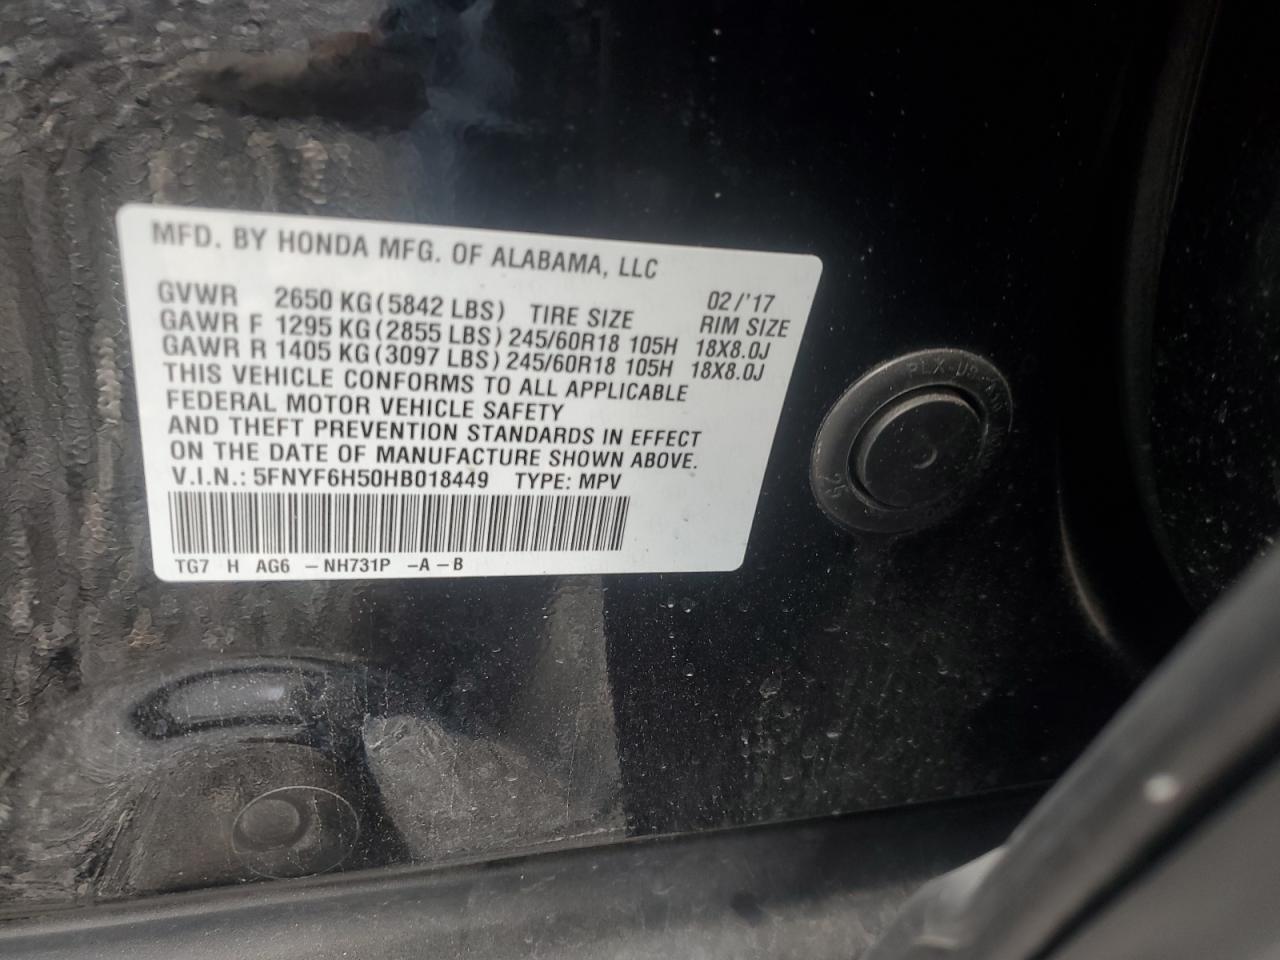 MFD. BY HONDA MFG. OF ALABAMA, LLC
GVWR 2650 KG (5842 LBS) TIRE SIZE 02/'17 RIM SIZE
GAWR F 1295 KG (2855 LBS) 245/60R18 105H 18X8.0J
GAWR R 1405 KG (3097 LBS) 245/60R18 105H 18X8.0J
THIS VEHICLE CONFORMS TO ALL APPLICABLE
FEDERAL MOTOR VEHICLE SAFETY
AND THEFT PREVENTION STANDARDS IN EFFECT
ON THE DATE OF MANUFACTURE SHOWN ABOVE.
V.I.N.: 5FNYF6H50HB018449 TYPE: MPV
TG7 H AG6 –NH731P –A –B
25